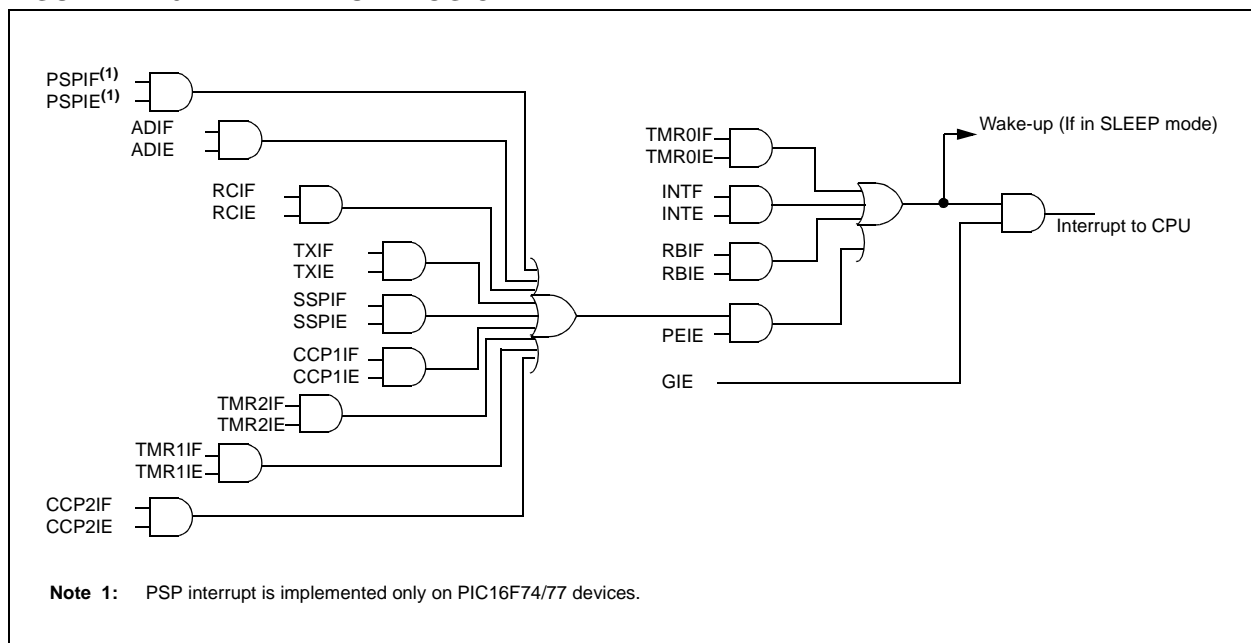 PSPIF(1)
PSPIE(1)
ADIF
ADIE
RCIF
RCIE
TXIF
TXIE
SSPIF
SSPIE
CCP1IF
CCP1IE
TMR2IF
TMR2IE
TMR1IF
TMR1IE
CCP2IF
CCP2IE
TMR0IF
TMR0IE
INTF
INTE
RBIF
RBIE
PEIE
GIE
Wake-up (If in SLEEP mode)
Interrupt to CPU
Note 1: PSP interrupt is implemented only on PIC16F74/77 devices.